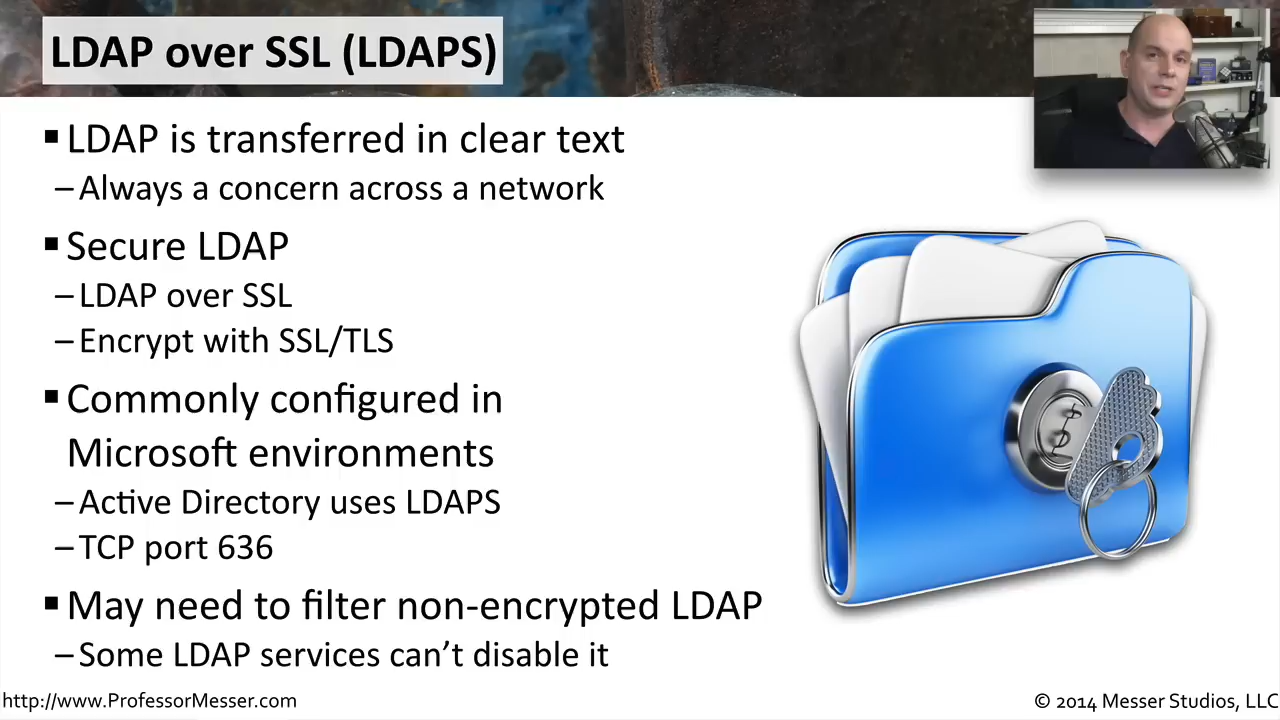 LDAP over SSL (LDAPS)
▪ LDAP is transferred in clear text
– Always a concern across a network
▪ Secure LDAP
– LDAP over SSL
– Encrypt with SSL/TLS
▪ Commonly configured in
Microsoft environments
– Active Directory uses LDAPS
– TCP port 636
▪ May need to filter non-encrypted LDAP
– Some LDAP services can't disable it
http://www.ProfessorMesser.com
© 2014 Messer Studios, LLC